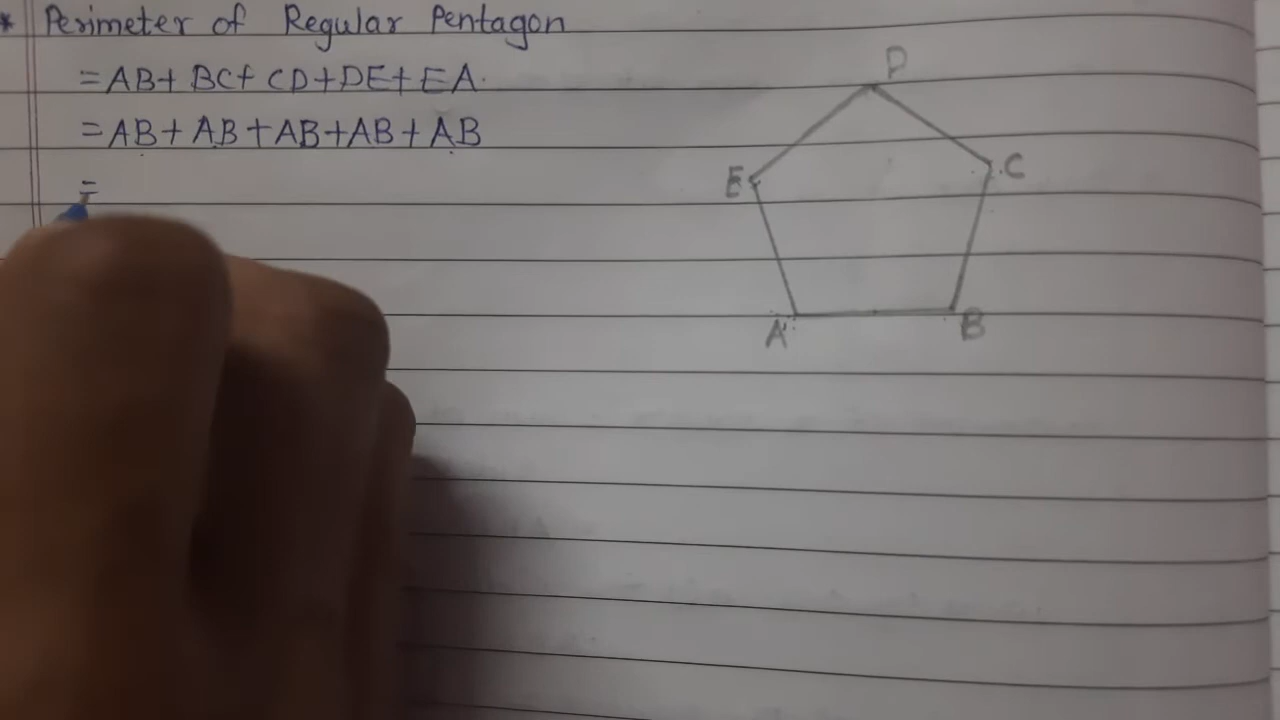 * Perimeter of Regular Pentagon
= AB + BC + CD + DE + EA.
= AB + AB + AB + AB + AB
=
D
E
C
A
B